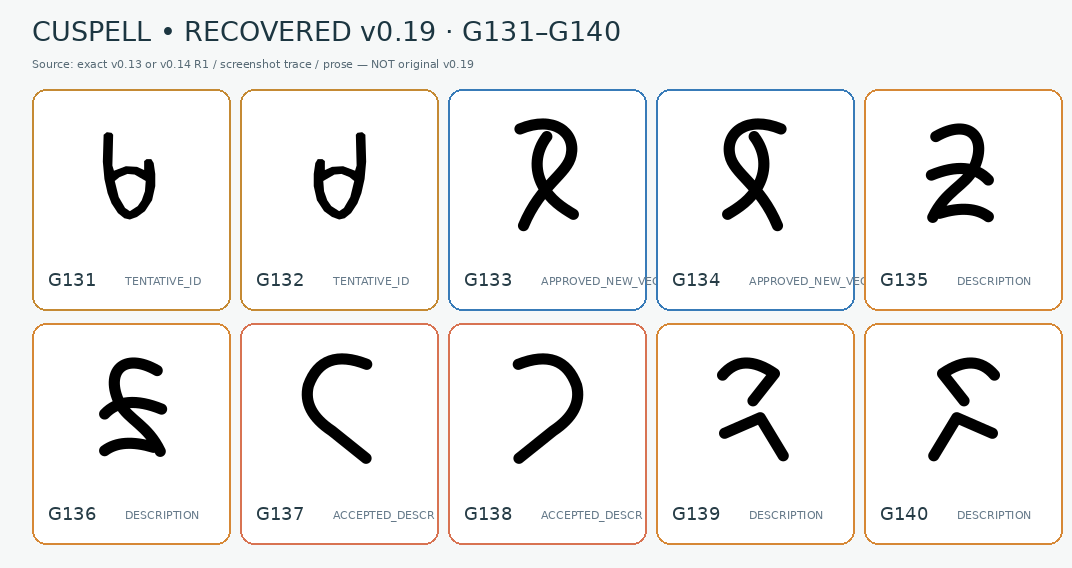 CUSPELL • RECOVERED v0.19 · G131–G140
Source: exact v0.13 or v0.14 R1 / screenshot trace / prose — NOT original v0.19
G131 TENTATIVE_ID
G132 TENTATIVE_ID
G133 APPROVED_NEW_VEC
G134 APPROVED_NEW_VEC
G135 DESCRIPTION
G136 DESCRIPTION
G137 ACCEPTED_DESCR
G138 ACCEPTED_DESCR
G139 DESCRIPTION
G140 DESCRIPTION